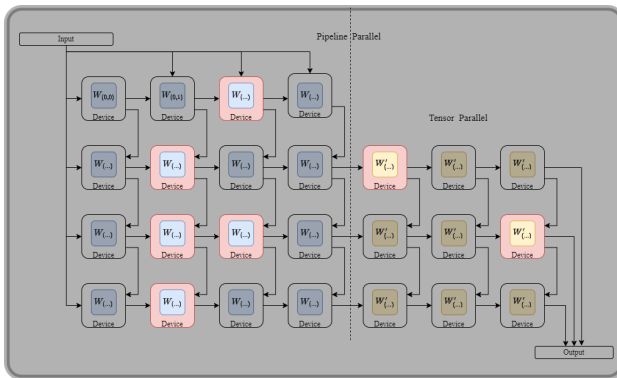 Pipeline Parallel
Input
W(0,0) W(0,1) W(...) W(...)
Device Device Device Device
Tensor Parallel
W(...) W(...) W(...) W(...) W'(...) W'(...) W'(...)
Device Device Device Device Device Device Device
W(...) W(...) W(...) W(...) W'(...) W'(...) W'(...)
Device Device Device Device Device Device Device
W(...) W(...) W(...) W(...) W'(...) W'(...) W'(...)
Device Device Device Device Device Device Device
Output